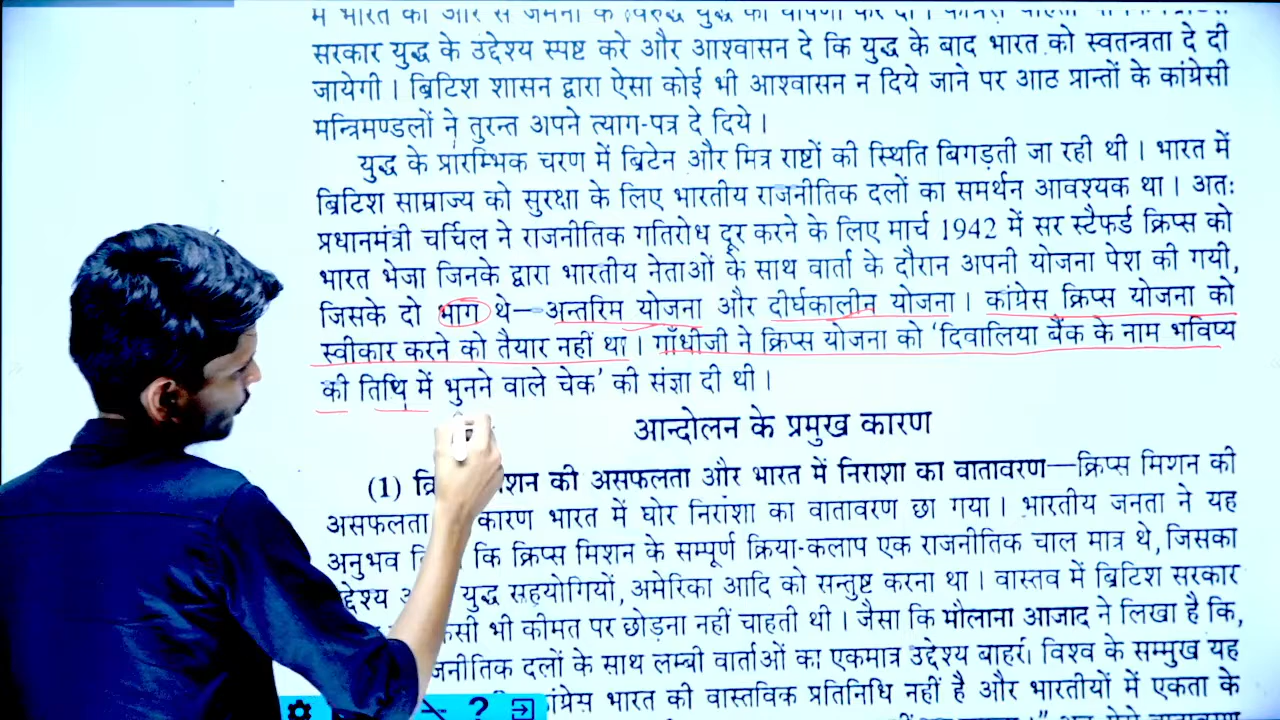 सरकार युद्ध के उद्देश्य स्पष्ट करे और आश्वासन दे कि युद्ध के बाद भारत को स्वतन्त्रता दे दी
जायेगी । ब्रिटिश शासन द्वारा ऐसा कोई भी आश्वासन न दिये जाने पर आठ प्रान्तों के कांग्रेसी
मन्त्रिमण्डलों ने तुरन्त अपने त्याग-पत्र दे दिये ।
युद्ध के प्रारम्भिक चरण में ब्रिटेन और मित्र राष्टों की स्थिति बिगड़ती जा रही थी । भारत में
ब्रिटिश साम्राज्य को सुरक्षा के लिए भारतीय राजनीतिक दलों का समर्थन आवश्यक था । अतः
प्रधानमंत्री चर्चिल ने राजनीतिक गतिरोध दूर करने के लिए मार्च 1942 में सर स्टैफर्ड क्रिप्स को
भारत भेजा जिनके द्वारा भारतीय नेताओं के साथ वार्ता के दौरान अपनी योजना पेश की गयी,
जिसके दो भाग थे—अन्तरिम योजना और दीर्घकालीन योजना । कांग्रेस क्रिप्स योजना को
स्वीकार करने को तैयार नहीं था । गाँधीजी ने क्रिप्स योजना को 'दिवालिया बैंक के नाम भविष्य
की तिथि में भुनने वाले चेक' की संज्ञा दी थी ।
आन्दोलन के प्रमुख कारण
(1) क्रि शन की असफलता और भारत में निराशा का वातावरण—क्रिप्स मिशन की
असफलता कारण भारत में घोर निराशा का वातावरण छा गया । भारतीय जनता ने यह
अनुभव कि क्रिप्स मिशन के सम्पूर्ण क्रिया-कलाप एक राजनीतिक चाल मात्र थे, जिसका
द्देश्य युद्ध सहयोगियों, अमेरिका आदि को सन्तुष्ट करना था । वास्तव में ब्रिटिश सरकार
सी भी कीमत पर छोड़ना नहीं चाहती थी । जैसा कि मौलाना आजाद ने लिखा है कि,
जनीतिक दलों के साथ लम्बी वार्ताओं का एकमात्र उद्देश्य बाहरी विश्व के सम्मुख यह
ांग्रेस भारत की वास्तविक प्रतिनिधि नहीं है और भारतीयों में एकता के